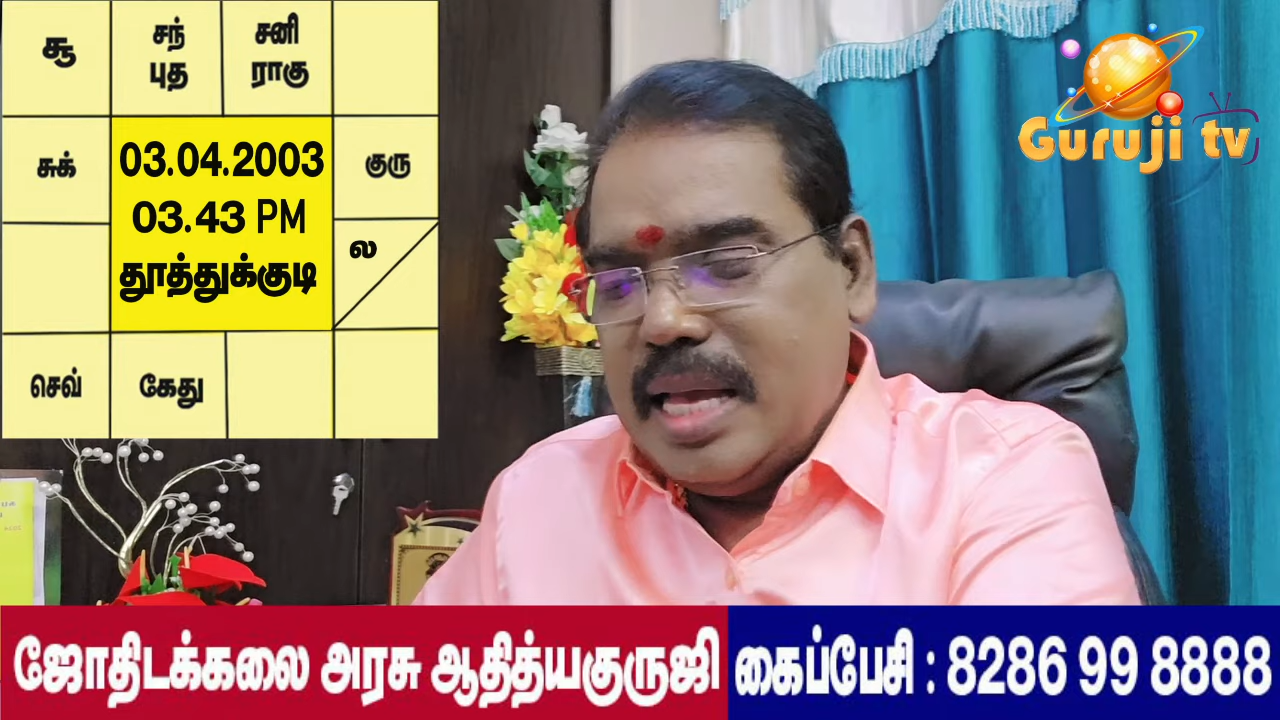 சூ
சந்
புத
சனி
ராகு
சுக்
03.04.2003
03.43 PM
தூத்துக்குடி
குரு
ல
செவ்
கேது
Guruji tv
ஜோதிடக்கலை அரசு ஆதித்யகுருஜி
கைப்பேசி : 8286 99 8888